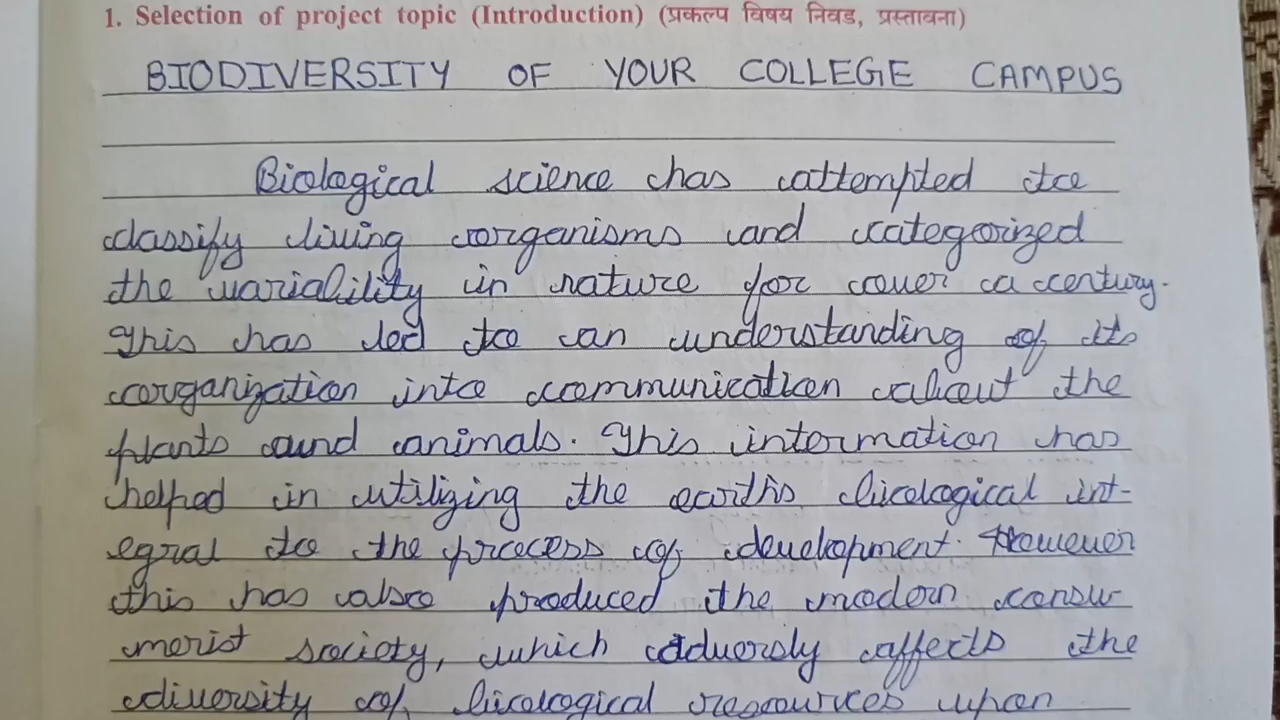 1. Selection of project topic (Introduction) (प्रकल्प विषय निवड, प्रस्तावना)
BIODIVERSITY OF YOUR COLLEGE CAMPUS
Biological science has attempted to
classify living organisms and categorized
the variability in nature for over a century.
This has led to an understanding of its
organization into communication about the
plants and animals. This intormation has
helped in utilizing the earths biological int-
egral to the process of development. However
this has also produced the modern consu-
merist society, which adversly affects the
diversity of biological resources upon